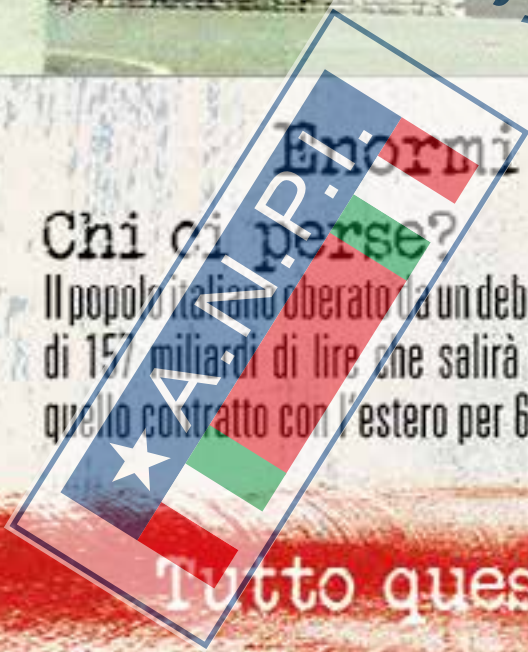 Enormi
Chi ci perse?
Il popolo italiano oberato da un deb
di 157 miliardi di lire che salirà
quello contratto con l'estero per 6
Tutto ques
A.N.P.I.